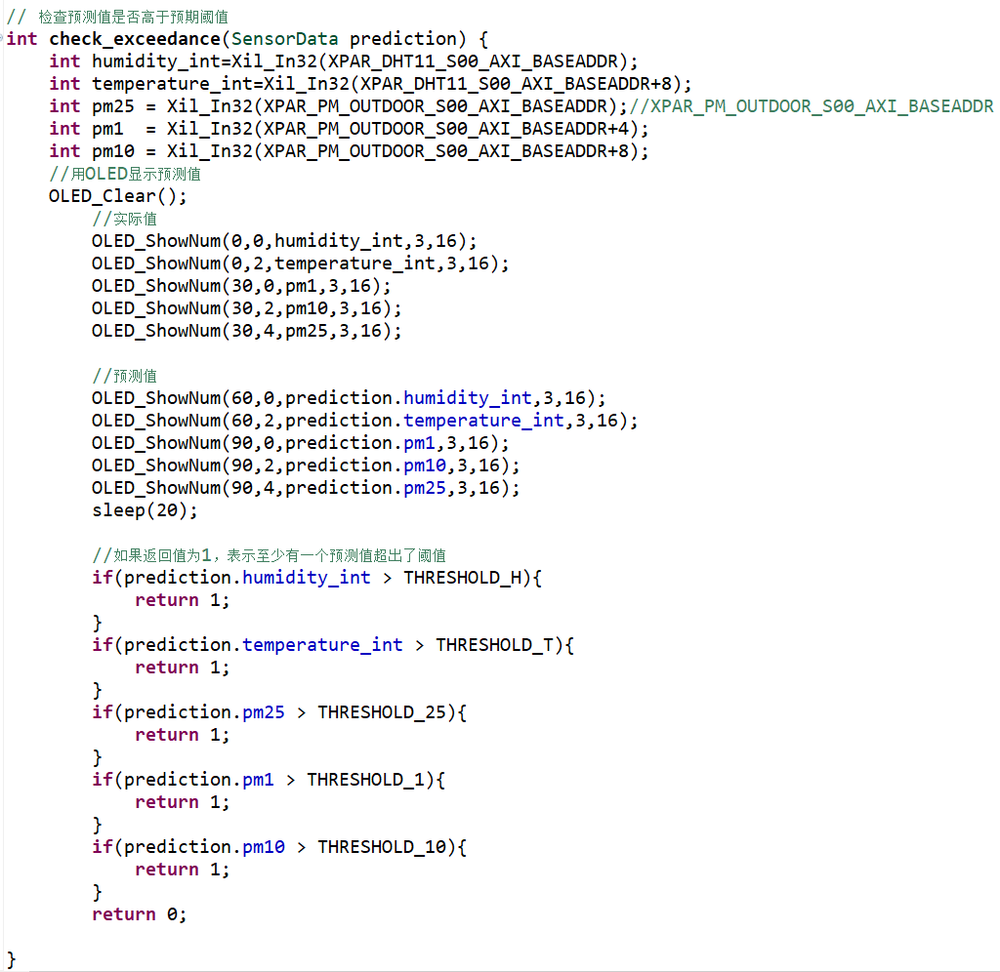 // 检查预测值是否高于预期阈值
int check_exceedance(SensorData prediction) {
    int humidity_int=Xil_In32(XPAR_DHT11_S00_AXI_BASEADDR);
    int temperature_int=Xil_In32(XPAR_DHT11_S00_AXI_BASEADDR+8);
    int pm25 = Xil_In32(XPAR_PM_OUTDOOR_S00_AXI_BASEADDR);//XPAR_PM_OUTDOOR_S00_AXI_BASEADDR
    int pm1  = Xil_In32(XPAR_PM_OUTDOOR_S00_AXI_BASEADDR+4);
    int pm10 = Xil_In32(XPAR_PM_OUTDOOR_S00_AXI_BASEADDR+8);
    //用OLED显示预测值
    OLED_Clear();
        //实际值
        OLED_ShowNum(0,0,humidity_int,3,16);
        OLED_ShowNum(0,2,temperature_int,3,16);
        OLED_ShowNum(30,0,pm1,3,16);
        OLED_ShowNum(30,2,pm10,3,16);
        OLED_ShowNum(30,4,pm25,3,16);

        //预测值
        OLED_ShowNum(60,0,prediction.humidity_int,3,16);
        OLED_ShowNum(60,2,prediction.temperature_int,3,16);
        OLED_ShowNum(90,0,prediction.pm1,3,16);
        OLED_ShowNum(90,2,prediction.pm10,3,16);
        OLED_ShowNum(90,4,prediction.pm25,3,16);
        sleep(20);

        //如果返回值为1，表示至少有一个预测值超出了阈值
        if(prediction.humidity_int > THRESHOLD_H){
            return 1;
        }
        if(prediction.temperature_int > THRESHOLD_T){
            return 1;
        }
        if(prediction.pm25 > THRESHOLD_25){
            return 1;
        }
        if(prediction.pm1 > THRESHOLD_1){
            return 1;
        }
        if(prediction.pm10 > THRESHOLD_10){
            return 1;
        }
        return 0;

}